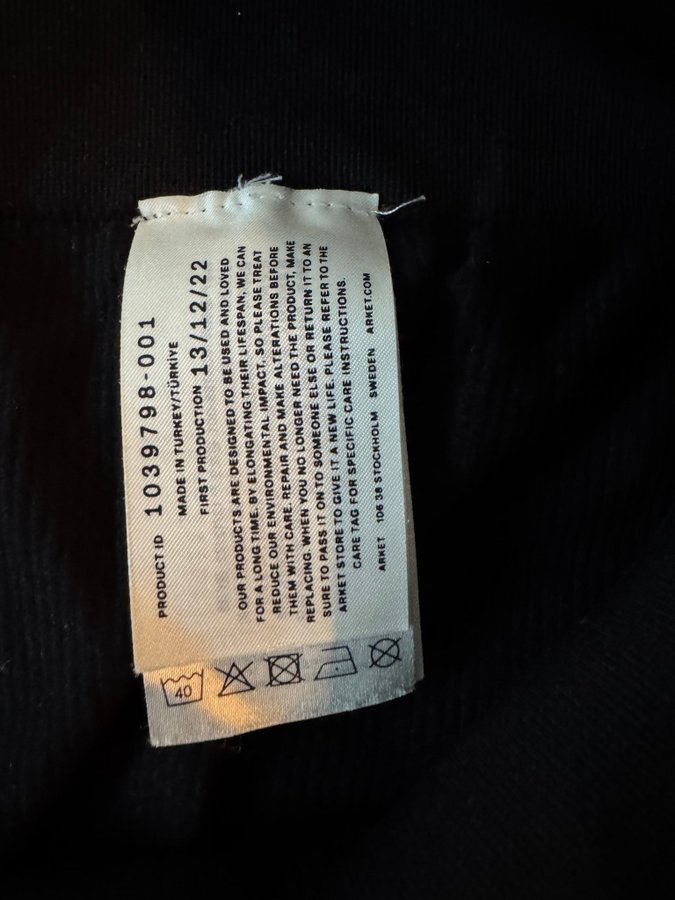 PRODUCT ID 1039798-001
MADE IN TURKEY/TÜRKİYE
FIRST PRODUCTION 13/12/22
OUR PRODUCTS ARE DESIGNED TO BE USED AND LOVED
FOR A LONG TIME. BY ELONGATING THEIR LIFESPAN, WE CAN
REDUCE OUR ENVIRONMENTAL IMPACT, SO PLEASE TREAT
THEM WITH CARE. REPAIR AND MAKE ALTERATIONS BEFORE
REPLACING. WHEN YOU NO LONGER NEED THE PRODUCT, MAKE
SURE TO PASS IT ON TO SOMEONE ELSE OR RETURN IT TO AN
ARKET STORE TO GIVE IT A NEW LIFE. PLEASE REFER TO THE
CARE TAG FOR SPECIFIC CARE INSTRUCTIONS.
ARKET 106 38 STOCKHOLM SWEDEN ARKET.COM
40